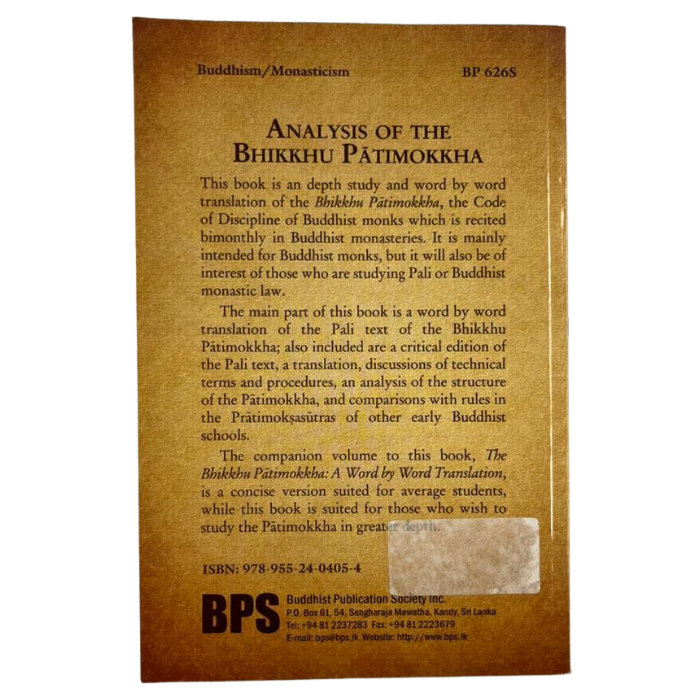 Buddhism/Monasticism BP 626S
ANALYSIS OF THE
BHIKKHU PĀTIMOKKHA
This book is an depth study and word by word
translation of the Bhikkhu Pātimokkha, the Code
of Discipline of Buddhist monks which is recited
bimonthly in Buddhist monasteries. It is mainly
intended for Buddhist monks, but it will also be of
interest of those who are studying Pali or Buddhist
monastic law.
The main part of this book is a word by word
translation of the Pali text of the Bhikkhu
Pātimokkha; also included are a critical edition of
the Pali text, a translation, discussions of technical
terms and procedures, an analysis of the structure
of the Pātimokkha, and comparisons with rules in
the Prātimokṣasūtras of other early Buddhist
schools.
The companion volume to this book, The
Bhikkhu Pātimokkha: A Word by Word Translation,
is a concise version suited for average students,
while this book is suited for those who wish to
study the Pātimokkha in greater depth.
ISBN: 978-955-24-0405-4
BPS
Buddhist Publication Society Inc.
P.O. Box 61, 54, Sangharaja Mawatha, Kandy, Sri Lanka
Tel: +94 81 2237283 Fax: +94 81 2223679
E-mail: bps@bps.lk Website: http://www.bps.lk